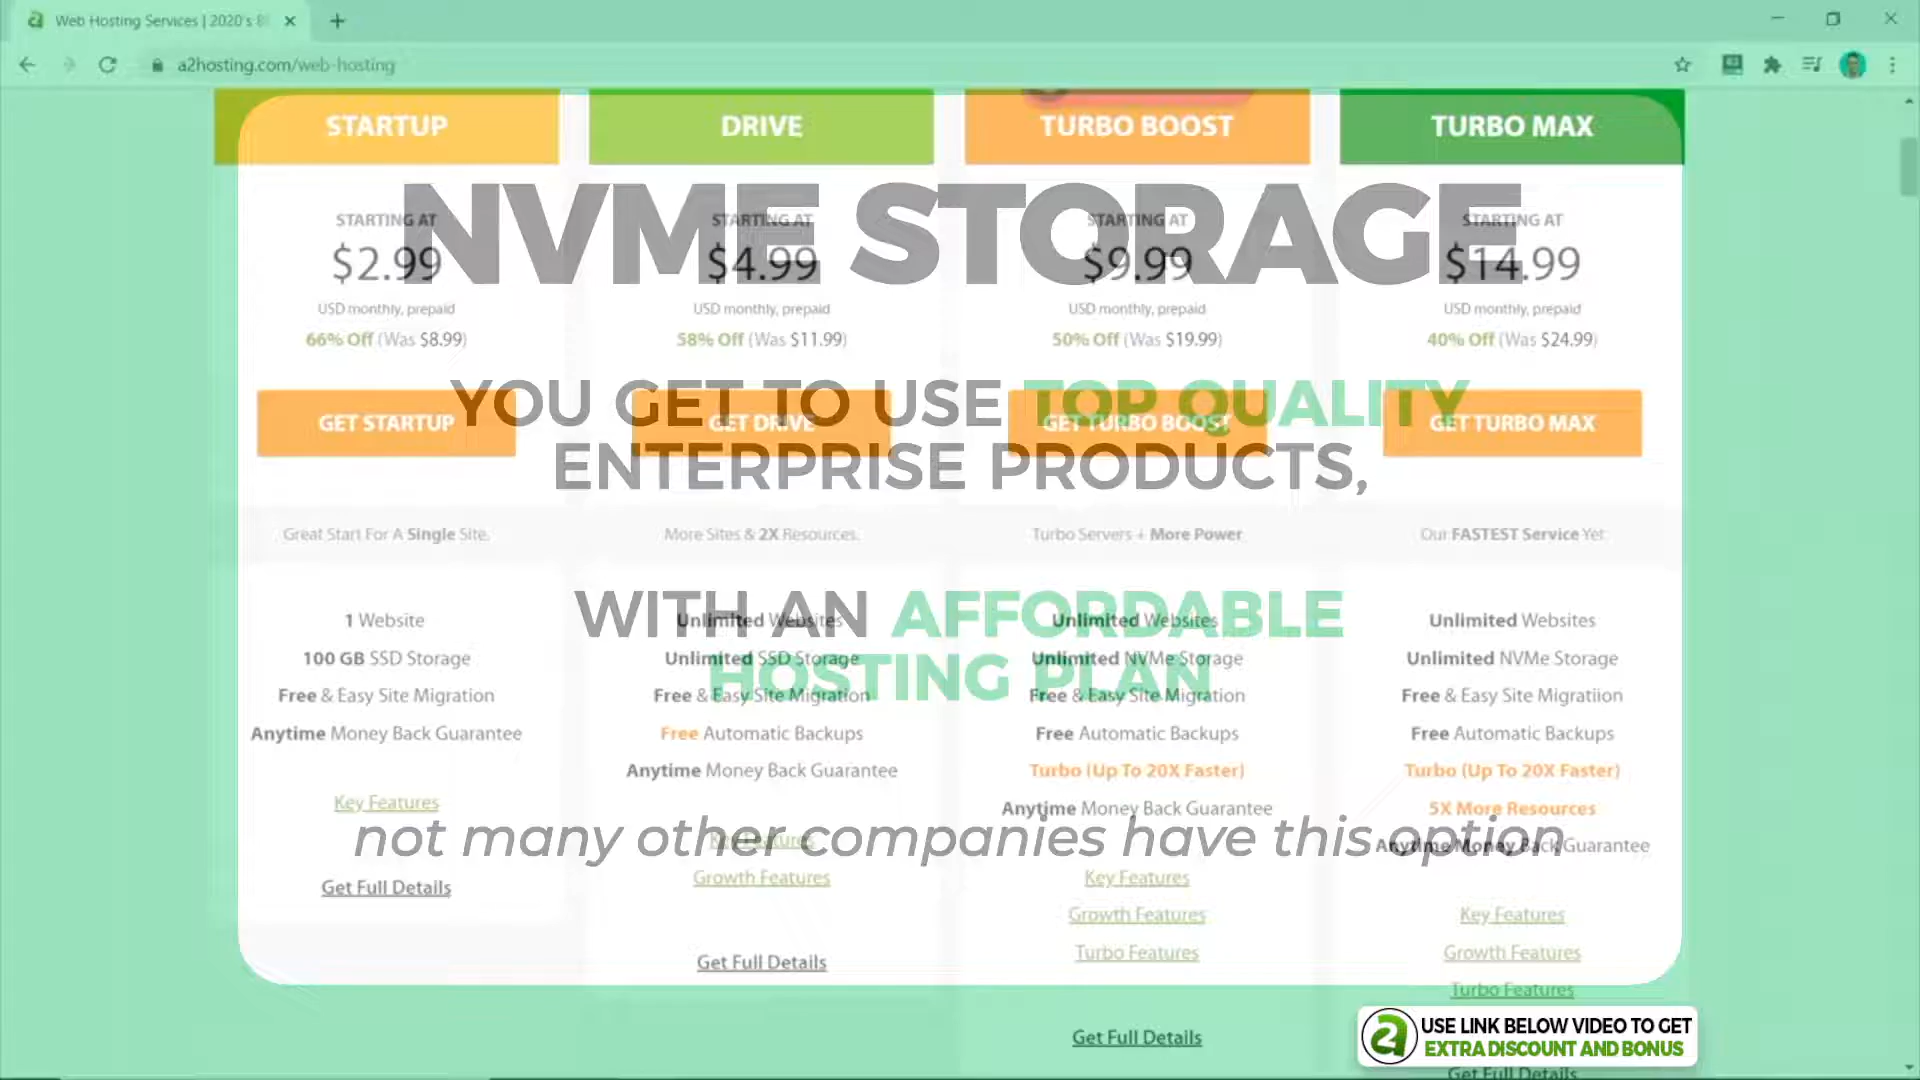 Web Hosting Services | 2020's B
a2hosting.com/web-hosting
STARTUP
STARTING AT
$2.99
USD monthly, prepaid
66% Off (Was $8.99)
GET STARTUP
Great Start For A Single Site.
1 Website
100 GB SSD Storage
Free & Easy Site Migration
Anytime Money Back Guarantee
Key Features
Get Full Details
DRIVE
STARTING AT
$4.99
USD monthly, prepaid
58% Off (Was $11.99)
GET DRIVE
More Sites & 2X Resources.
Unlimited Websites
Unlimited SSD Storage
Free & Easy Site Migration
Free Automatic Backups
Anytime Money Back Guarantee
Key Features
Growth Features
Get Full Details
TURBO BOOST
STARTING AT
$9.99
USD monthly, prepaid
50% Off (Was $19.99)
GET TURBO BOOST
Turbo Servers + More Power
Unlimited Websites
Unlimited NVMe Storage
Free & Easy Site Migration
Free Automatic Backups
Turbo (Up To 20X Faster)
Anytime Money Back Guarantee
Key Features
Growth Features
Turbo Features
Get Full Details
TURBO MAX
STARTING AT
$14.99
USD monthly, prepaid
40% Off (Was $24.99)
GET TURBO MAX
Our FASTEST Service Yet
Unlimited Websites
Unlimited NVMe Storage
Free & Easy Site Migratiion
Free Automatic Backups
Turbo (Up To 20X Faster)
5X More Resources
Anytime Money Back Guarantee
Key Features
Growth Features
Turbo Features
Get Full Details
NVME STORAGE
YOU GET TO USE TOP QUALITY
ENTERPRISE PRODUCTS,
WITH AN AFFORDABLE
HOSTING PLAN
not many other companies have this option
USE LINK BELOW VIDEO TO GET
EXTRA DISCOUNT AND BONUS